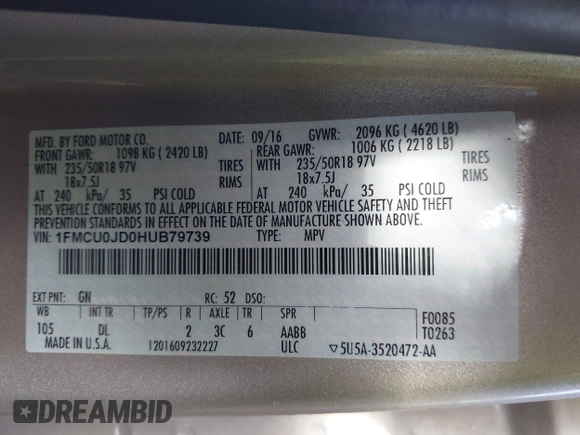 MFD. BY FORD MOTOR CO.
DATE: 09/16 GVWR: 2096 KG ( 4620 LB)
FRONT GAWR: 1098 KG ( 2420 LB) REAR GAWR: 1006 KG ( 2218 LB)
WITH 235/50R18 97V TIRES WITH 235/50R18 97V TIRES
18x7.5J RIMS 18x7.5J RIMS
AT 240 kPa/ 35 PSI COLD AT 240 kPa/ 35 PSI COLD
THIS VEHICLE CONFORMS TO ALL APPLICABLE FEDERAL MOTOR VEHICLE SAFETY AND THEFT
PREVENTION STANDARDS IN EFFECT ON THE DATE OF MANUFACTURE SHOWN ABOVE.
VIN: 1FMCU0JD0HUB79739 TYPE: MPV
EXT PNT: GN RC: 52 DSO:
WB INT TR TP/PS R AXLE TR SPR F0085
105 DL 2 3C 6 AABB T0263
MADE IN U.S.A. 1201609232227 ULC ▽5U5A-3520472-AA
DREAMBID